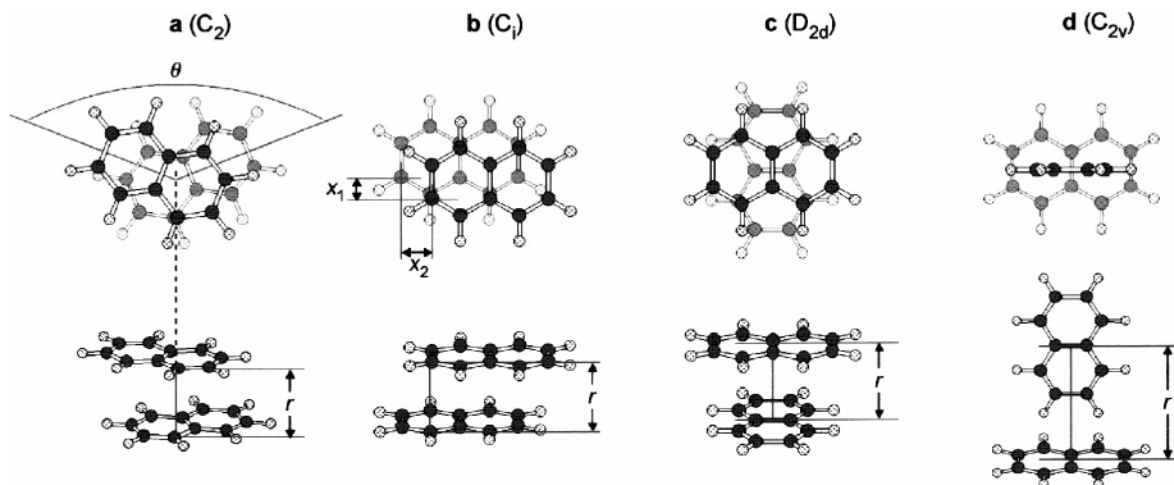 a (C₂) b (Cᵢ) c (D₂d) d (C₂ᵥ)
θ
x₁
x₂
r r r r